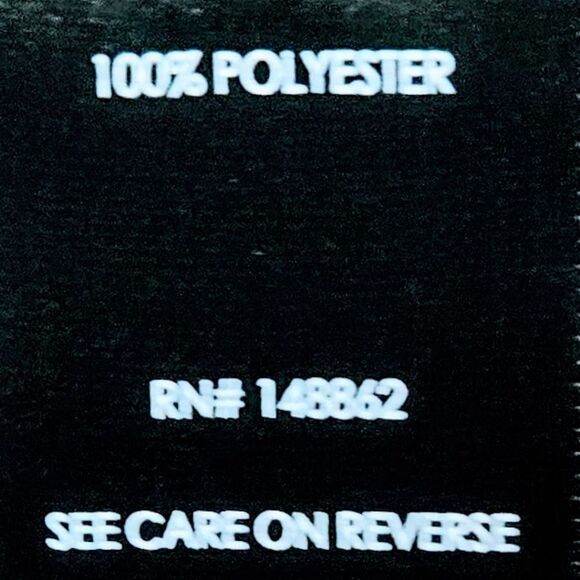 100% POLYESTER
RN# 148862
SEE CARE ON REVERSE